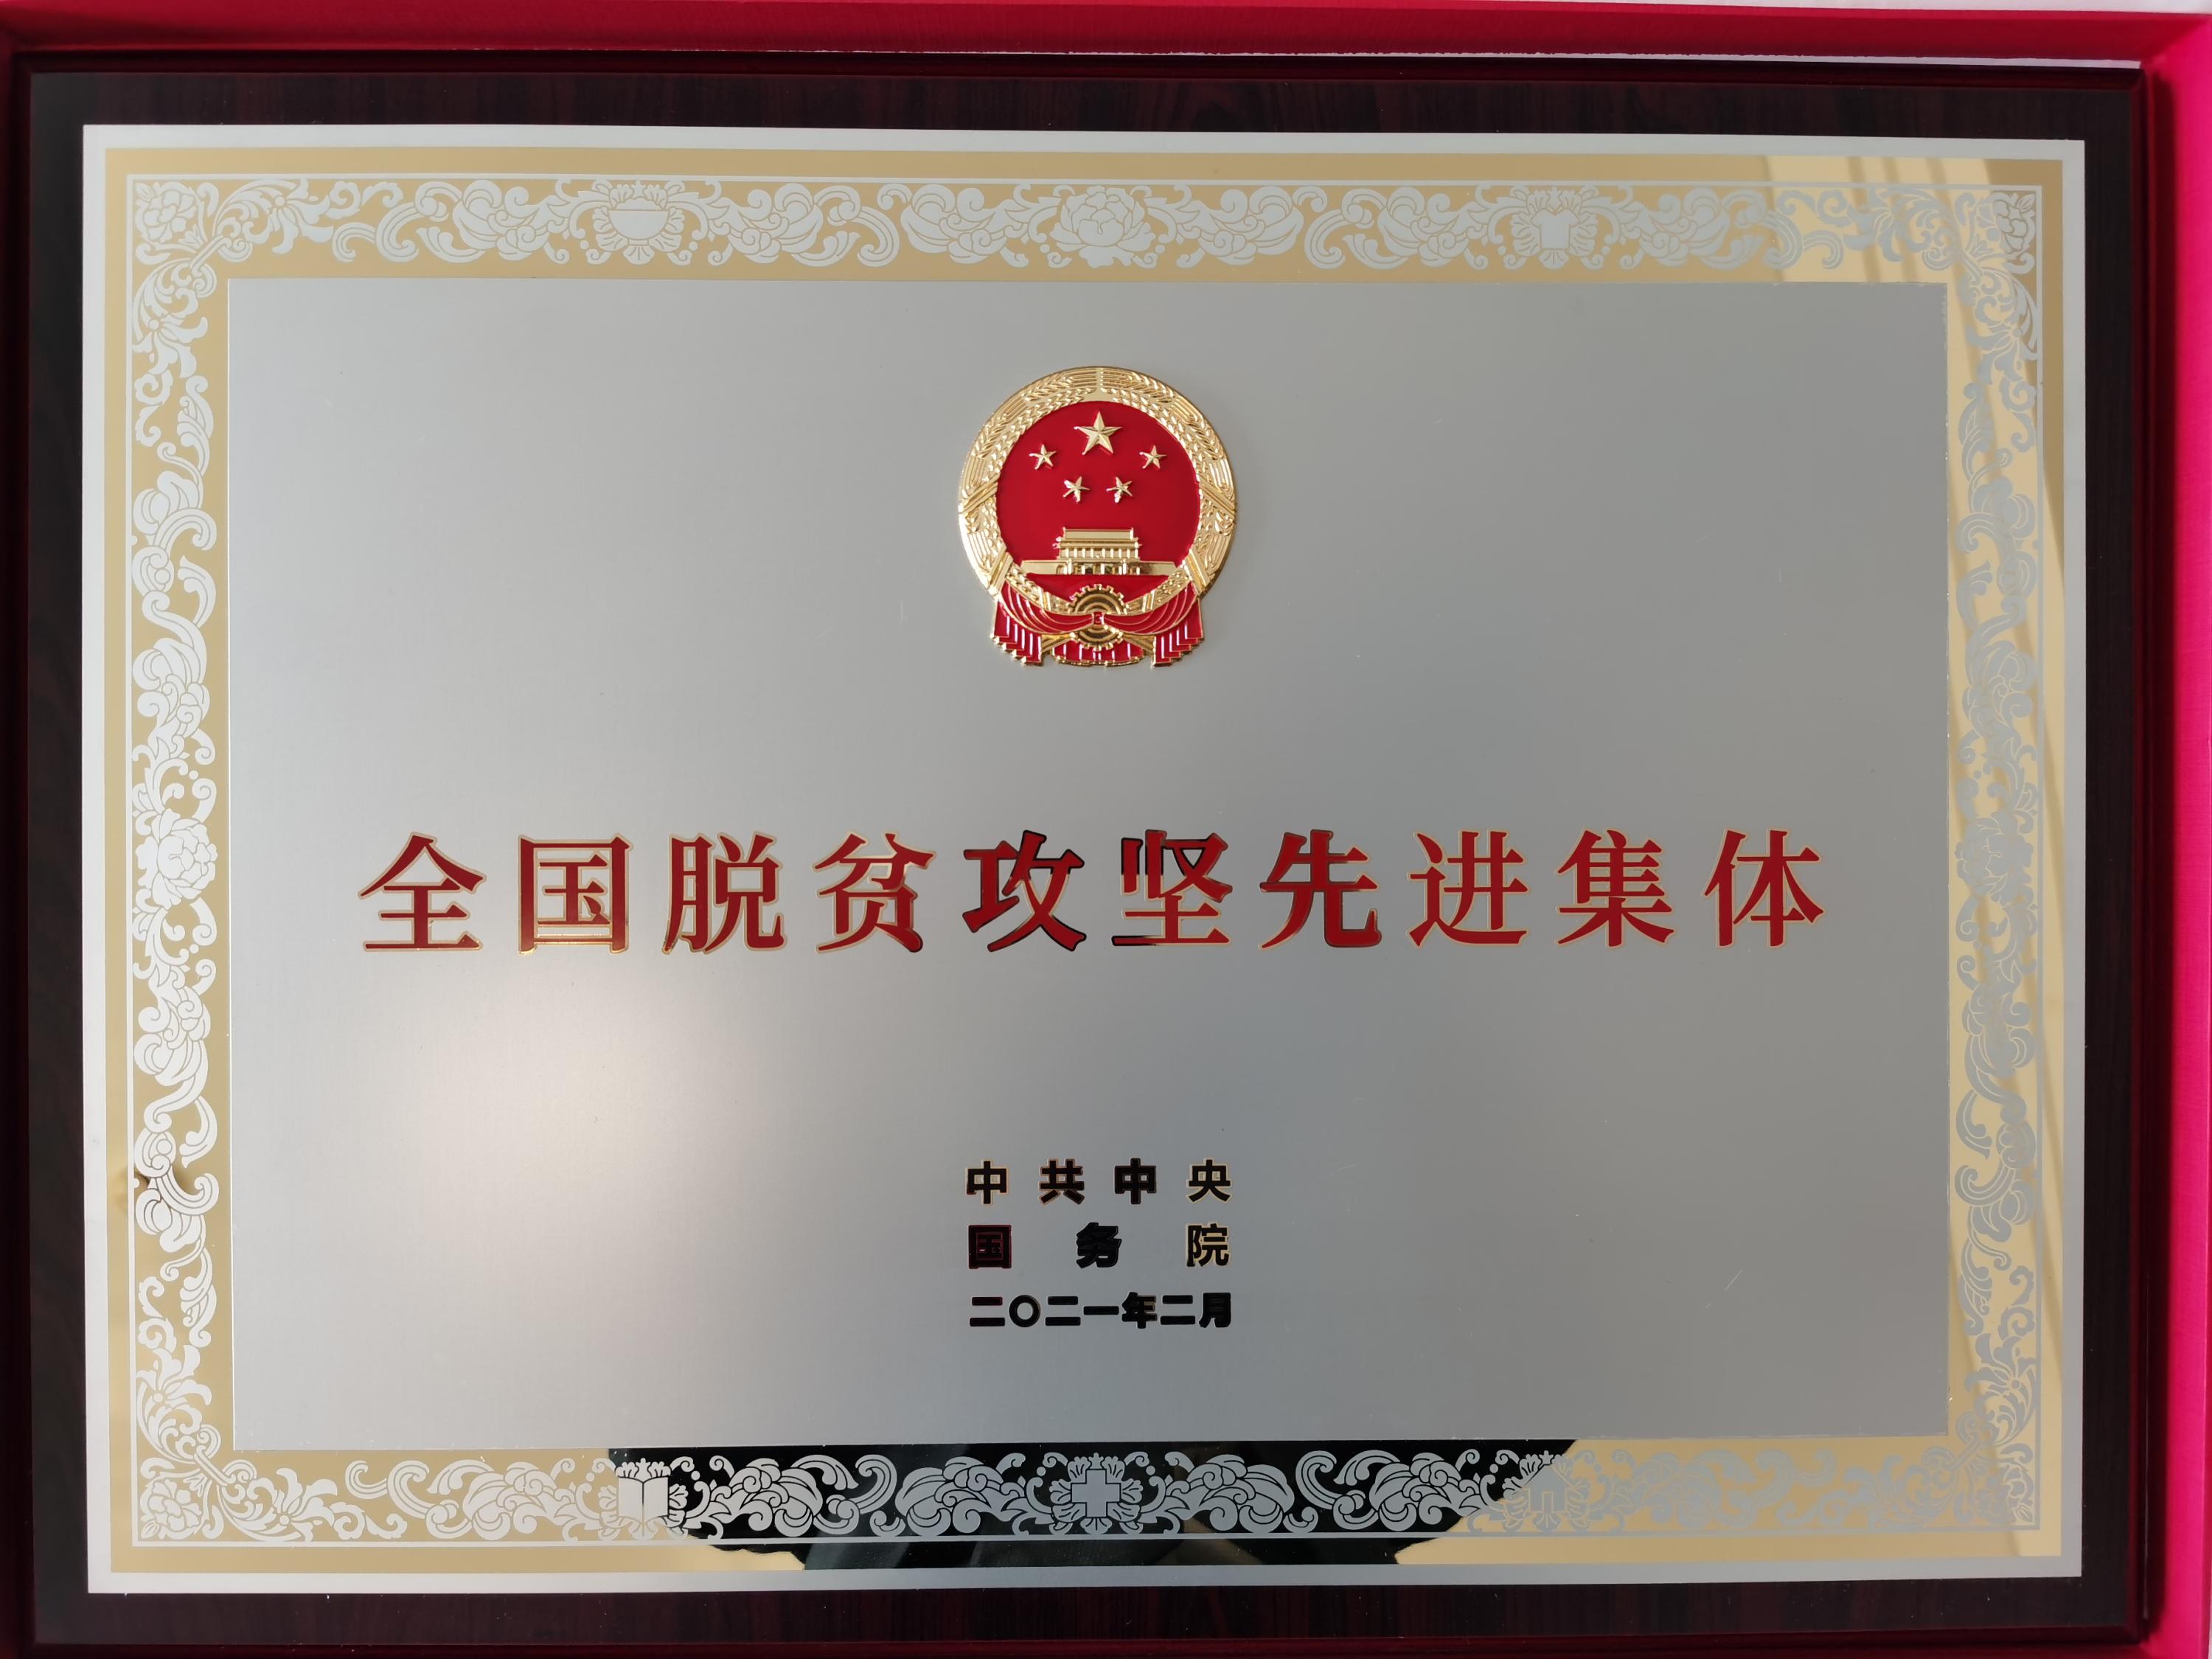 全国脱贫攻坚先进集体
中共中央
国务院
二〇二一年二月